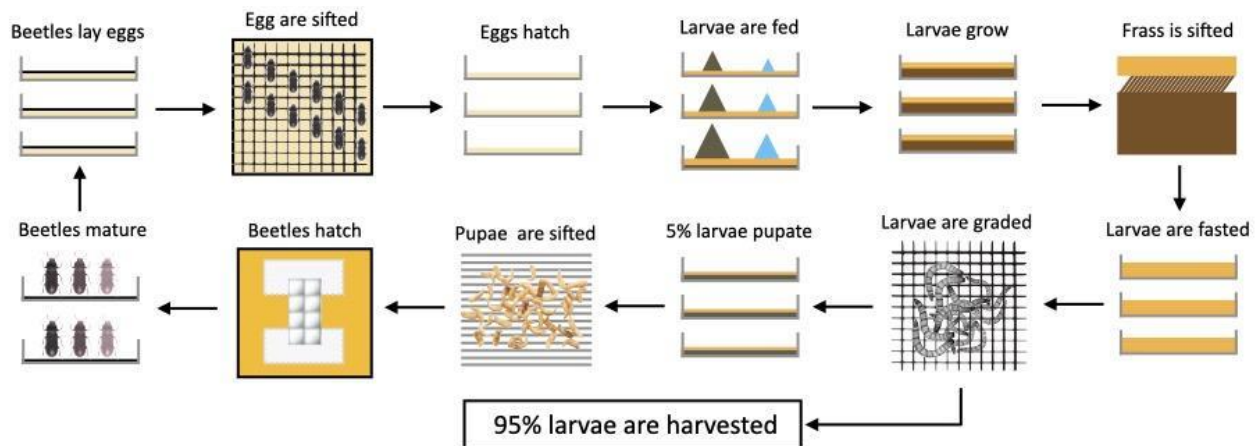 Beetles lay eggs
Egg are sifted
Eggs hatch
Larvae are fed
Larvae grow
Frass is sifted
Beetles mature
Beetles hatch
Pupae are sifted
5% larvae pupate
Larvae are graded
Larvae are fasted
95% larvae are harvested